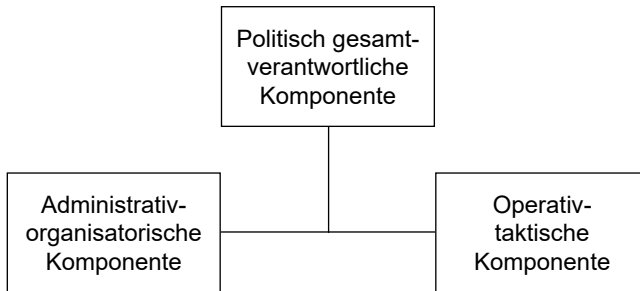 Politisch gesamt-
verantwortliche
Komponente
Administrativ-
organisatorische
Komponente
Operativ-
taktische
Komponente